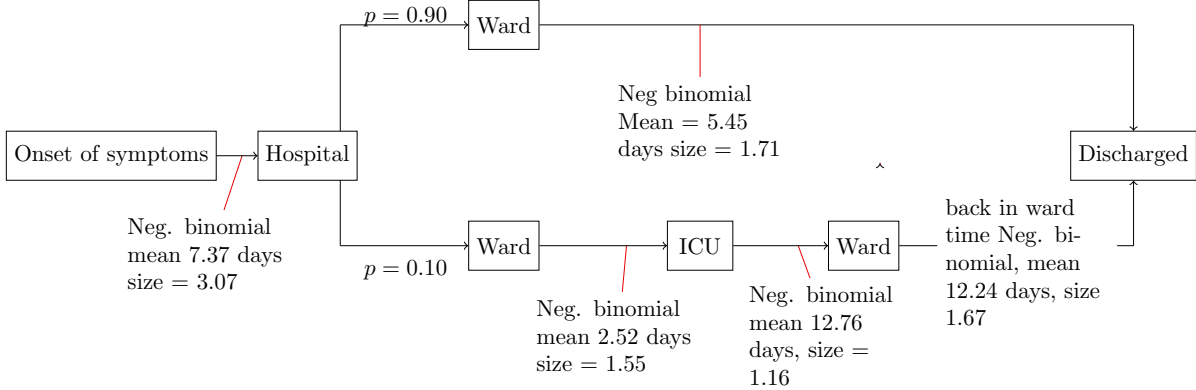 p = 0.90
Ward
Neg binomial
Mean = 5.45
days size = 1.71
Onset of symptoms
Hospital
Discharged
Neg. binomial
mean 7.37 days
size = 3.07
p = 0.10
Ward
ICU
Ward
back in ward
time Neg. bi-
nomial, mean
12.24 days, size
1.67
Neg. binomial
mean 2.52 days
size = 1.55
Neg. binomial
mean 12.76
days, size =
1.16